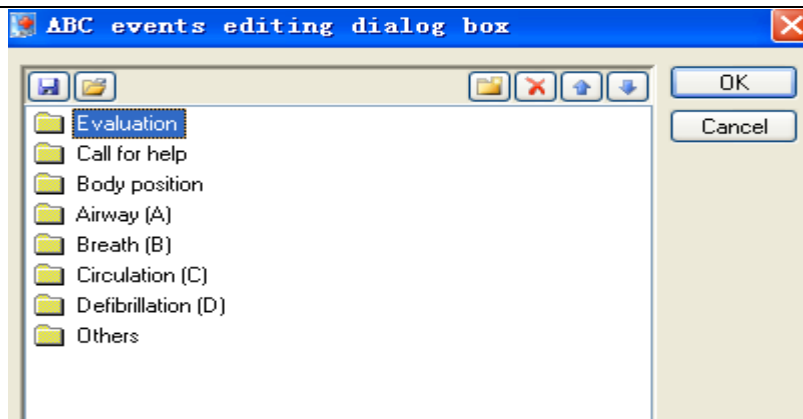 ABC events editing dialog box
OK
Evaluation
Cancel
Call for help
Body position
Airway (A)
Breath (B)
Circulation (C)
Defibrillation (D)
Others